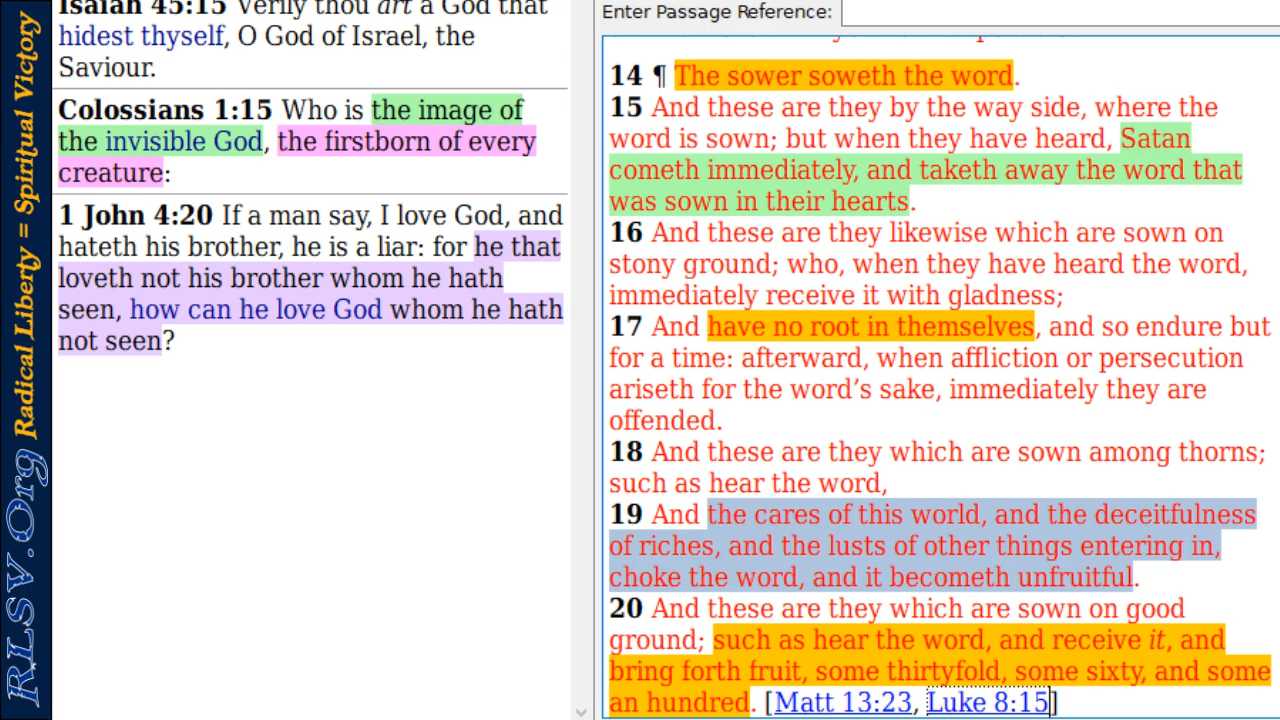 RLSV.Org Radical Liberty = Spiritual Victory
Isaiah 45:15 Verily thou art a God that
hidest thyself, O God of Israel, the
Saviour.
Colossians 1:15 Who is the image of
the invisible God, the firstborn of every
creature:
1 John 4:20 If a man say, I love God, and
hateth his brother, he is a liar: for he that
loveth not his brother whom he hath
seen, how can he love God whom he hath
not seen?
Enter Passage Reference:
14 ¶ The sower soweth the word.
15 And these are they by the way side, where the
word is sown; but when they have heard, Satan
cometh immediately, and taketh away the word that
was sown in their hearts.
16 And these are they likewise which are sown on
stony ground; who, when they have heard the word,
immediately receive it with gladness;
17 And have no root in themselves, and so endure but
for a time: afterward, when affliction or persecution
ariseth for the word’s sake, immediately they are
offended.
18 And these are they which are sown among thorns;
such as hear the word,
19 And the cares of this world, and the deceitfulness
of riches, and the lusts of other things entering in,
choke the word, and it becometh unfruitful.
20 And these are they which are sown on good
ground; such as hear the word, and receive it, and
bring forth fruit, some thirtyfold, some sixty, and some
an hundred. [Matt 13:23, Luke 8:15]